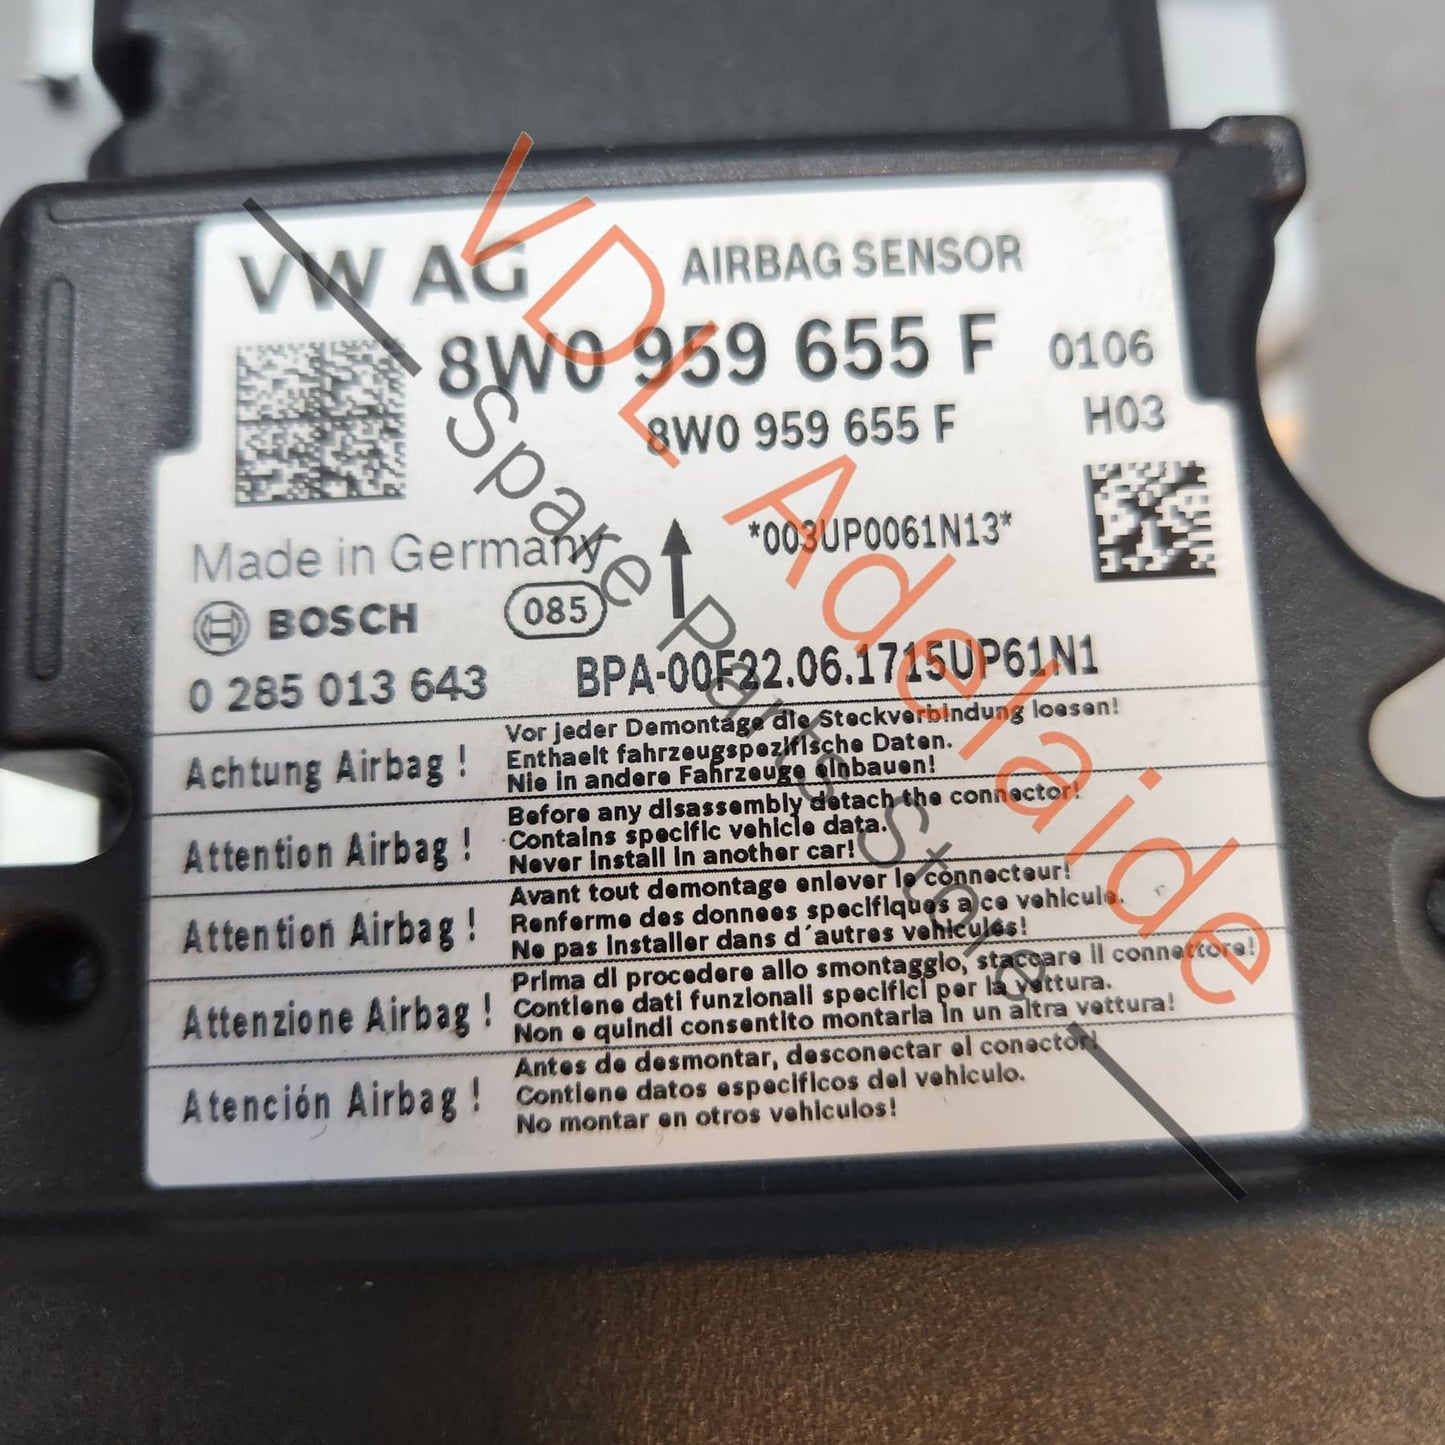 VW AG
AIRBAG SENSOR
8W0 959 655 F 0106
8W0 959 655 F H03
*003UP0061N13*
Made in Germany
BOSCH 085
0 285 013 643 BPA-00F22.06.1715UP61N1
Achtung Airbag !
Vor jeder Demontage die Steckverbindung loesen!
Enthaelt fahrzeugspezifische Daten.
Nie in andere Fahrzeuge einbauen!
Attention Airbag !
Before any disassembly detach the connector!
Contains specific vehicle data.
Never install in another car!
Attention Airbag !
Avant tout demontage enlever le connecteur!
Renferme des donnees specifiques a ce vehicule.
Ne pas installer dans d´autres vehicules!
Attenzione Airbag !
Prima di procedere allo smontaggio, staccare il connettore!
Contiene dati funzionali specifici per la vettura.
Non e quindi consentito montarla in un altra vettura!
Atención Airbag !
Antes de desmontar, desconectar el conector!
Contiene datos especificos del vehiculo.
No montar en otros vehiculos!
VDL Adelaide
Spare Parts Store